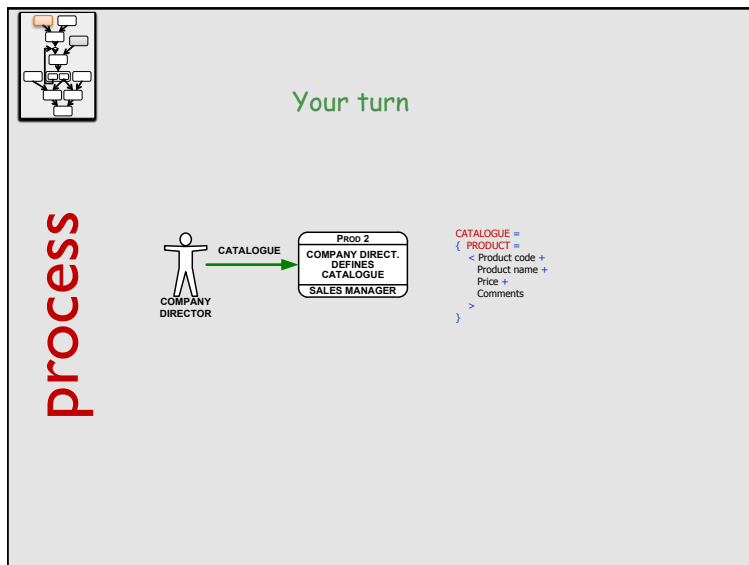 Your turn
process
CATALOGUE
COMPANY
DIRECTOR
PROD 2
COMPANY DIRECT.
DEFINES
CATALOGUE
SALES MANAGER
CATALOGUE =
{ PRODUCT =
< Product code +
Product name +
Price +
Comments
>
}